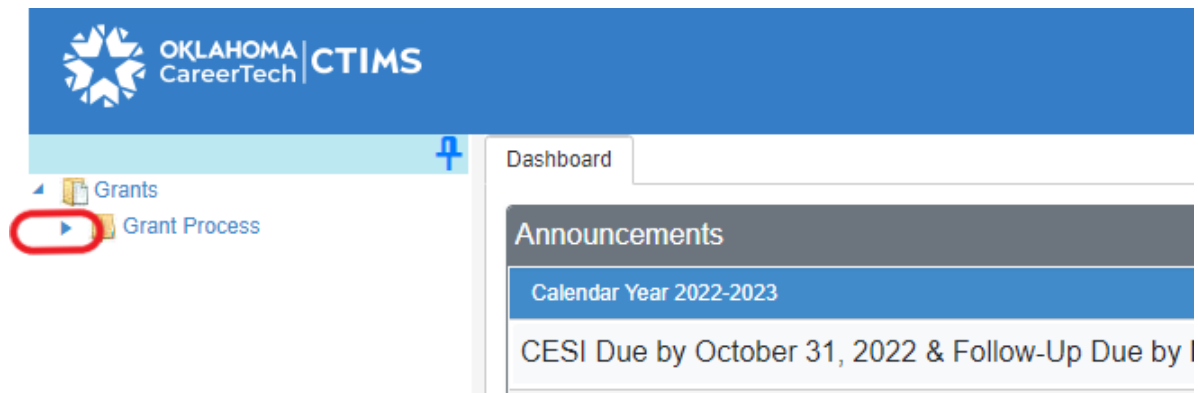 OKLAHOMA
CareerTech
CTIMS
Dashboard
Grants
Grant Process
Announcements
Calendar Year 2022-2023
CESI Due by October 31, 2022 & Follow-Up Due by